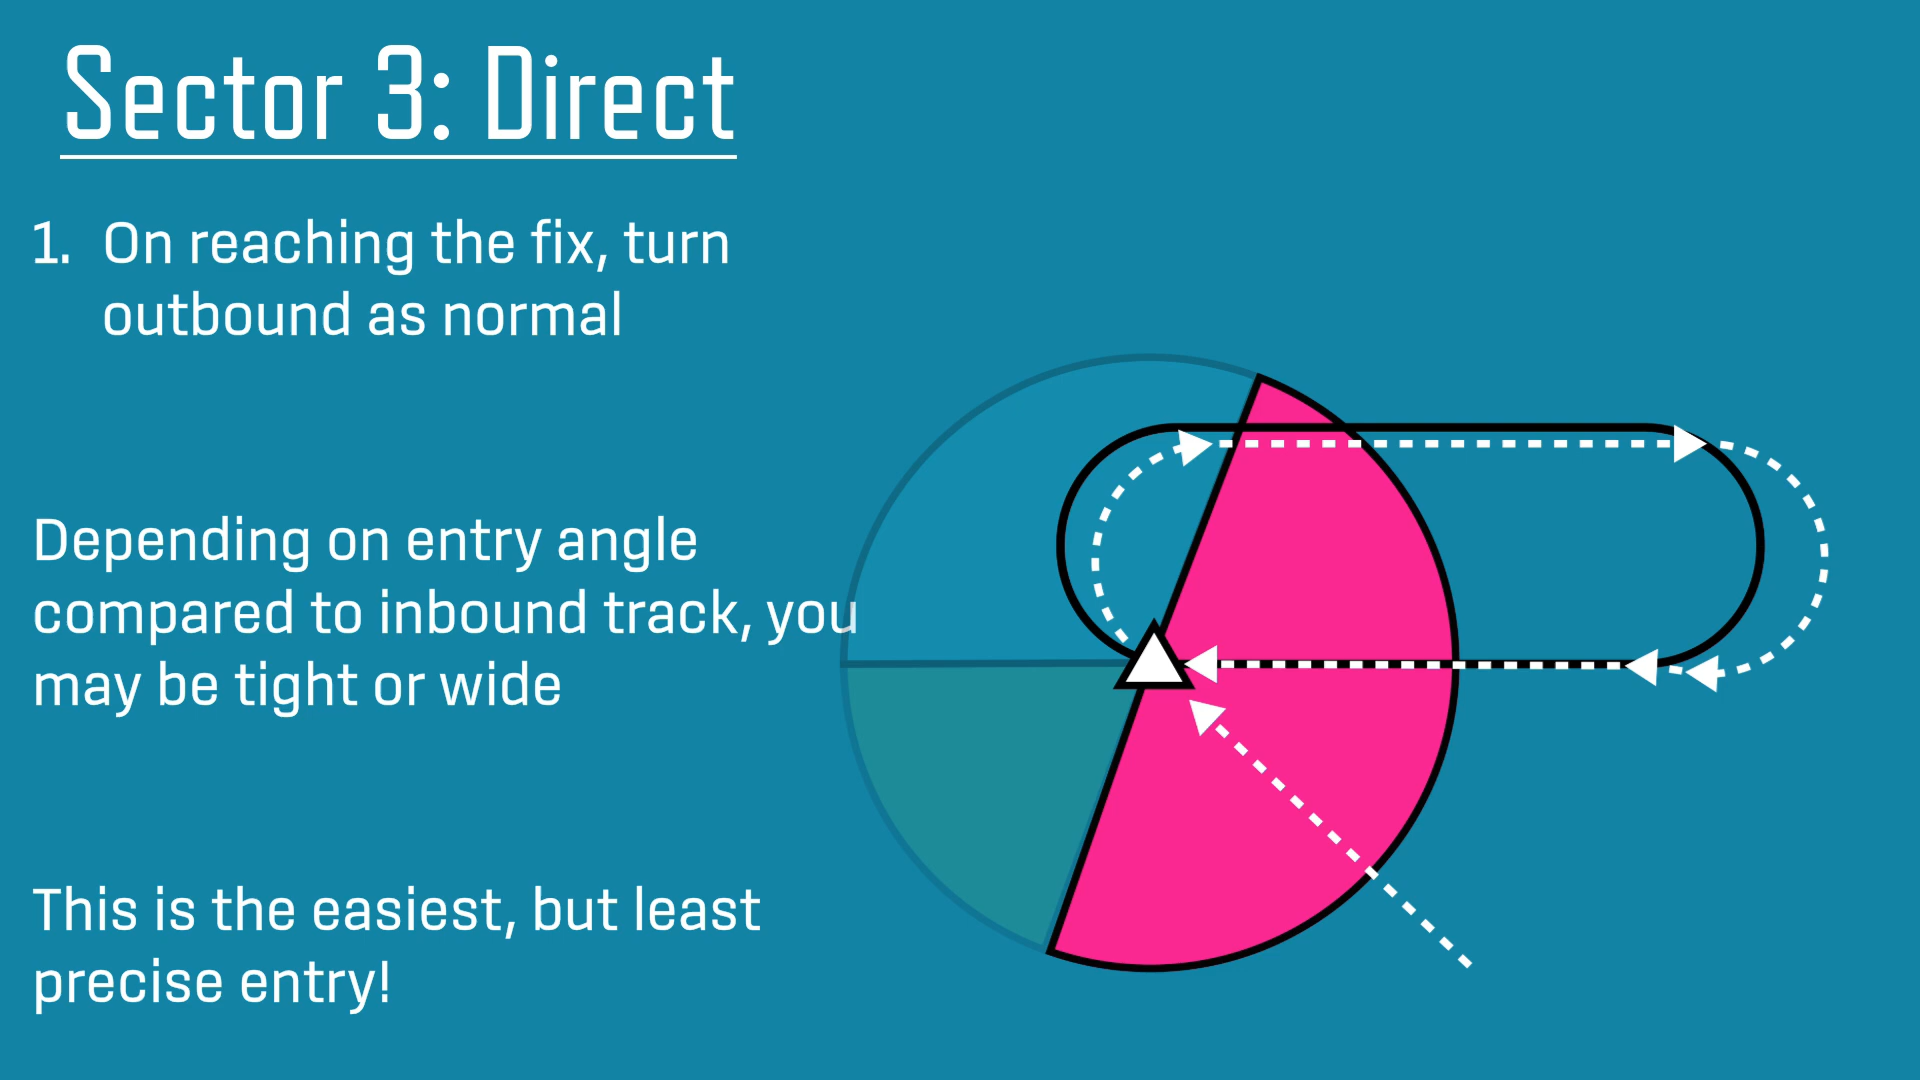 Sector 3: Direct
1. On reaching the fix, turn
outbound as normal
Depending on entry angle
compared to inbound track, you
may be tight or wide
This is the easiest, but least
precise entry!